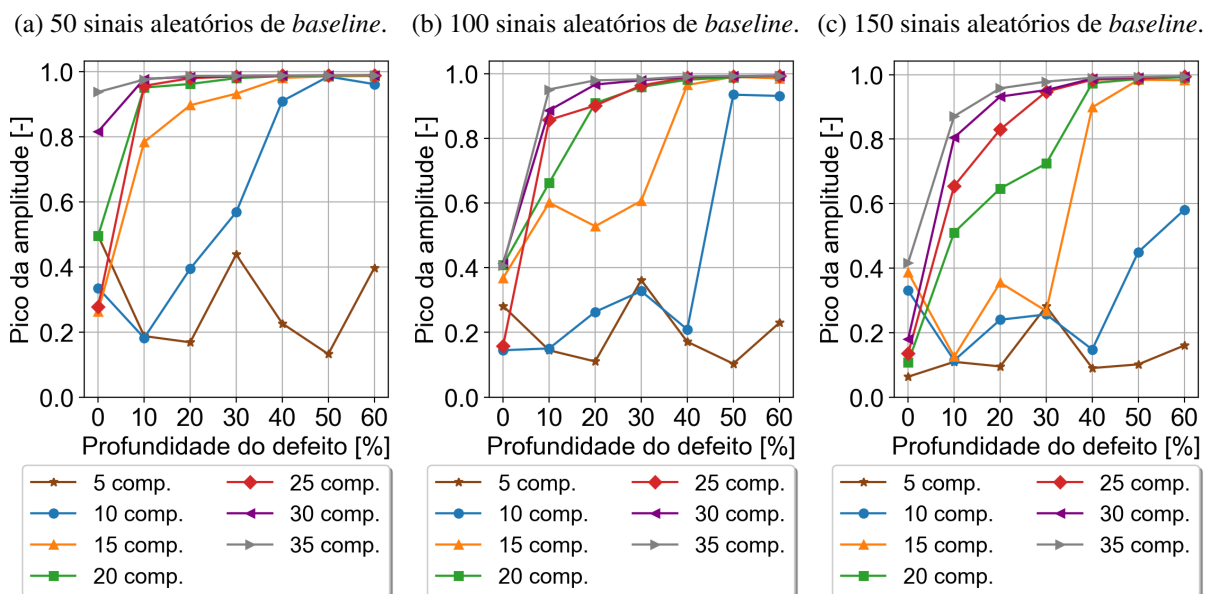 (a) 50 sinais aleatórios de baseline. (b) 100 sinais aleatórios de baseline. (c) 150 sinais aleatórios de baseline.
Pico da amplitude [-]
1.0
0.8
0.6
0.4
0.2
0.0
0 10 20 30 40 50 60
Profundidade do defeito [%]
5 comp.
10 comp.
15 comp.
20 comp.
25 comp.
30 comp.
35 comp.
Pico da amplitude [-]
1.0
0.8
0.6
0.4
0.2
0.0
0 10 20 30 40 50 60
Profundidade do defeito [%]
5 comp.
10 comp.
15 comp.
20 comp.
25 comp.
30 comp.
35 comp.
Pico da amplitude [-]
1.0
0.8
0.6
0.4
0.2
0.0
0 10 20 30 40 50 60
Profundidade do defeito [%]
5 comp.
10 comp.
15 comp.
20 comp.
25 comp.
30 comp.
35 comp.